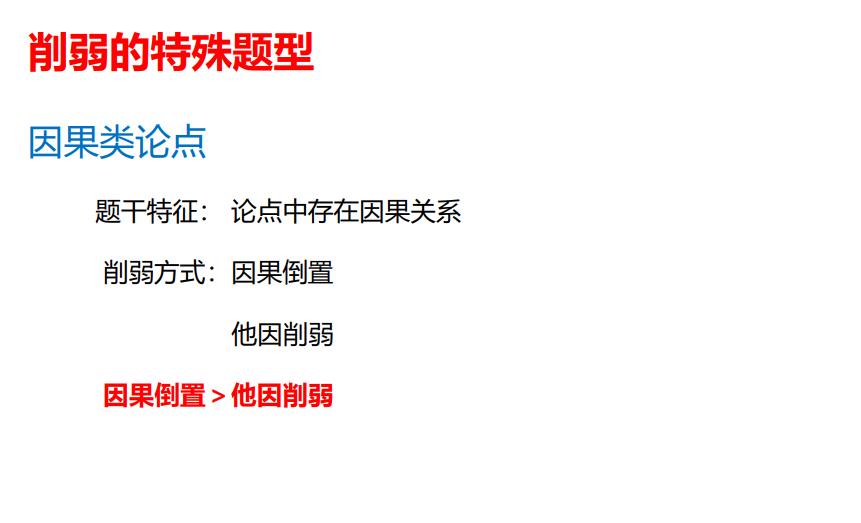 削弱的特殊题型
因果类论点
题干特征： 论点中存在因果关系
削弱方式：因果倒置
他因削弱
因果倒置＞他因削弱